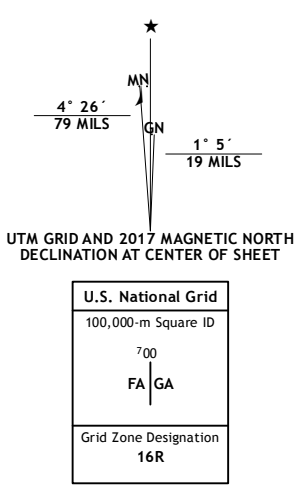 ★
MN
4° 26´
79 MILS
GN
1° 5´
19 MILS
UTM GRID AND 2017 MAGNETIC NORTH
DECLINATION AT CENTER OF SHEET
U.S. National Grid
100,000-m Square ID
⁷00
FA GA
Grid Zone Designation
16R